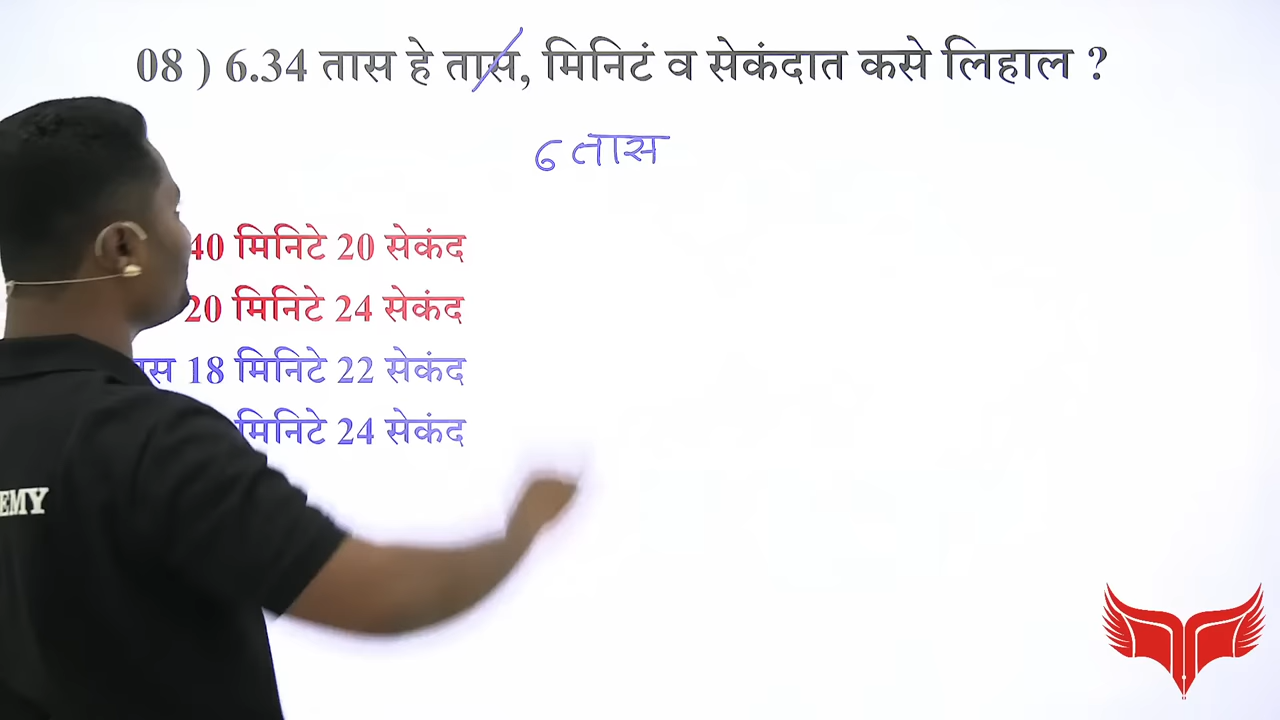 08 ) 6.34 तास हे तास, मिनिटं व सेकंदात कसे लिहाल ?
6 तास
40 मिनिटे 20 सेकंद
20 मिनिटे 24 सेकंद
18 मिनिटे 22 सेकंद
मिनिटे 24 सेकंद
EMY